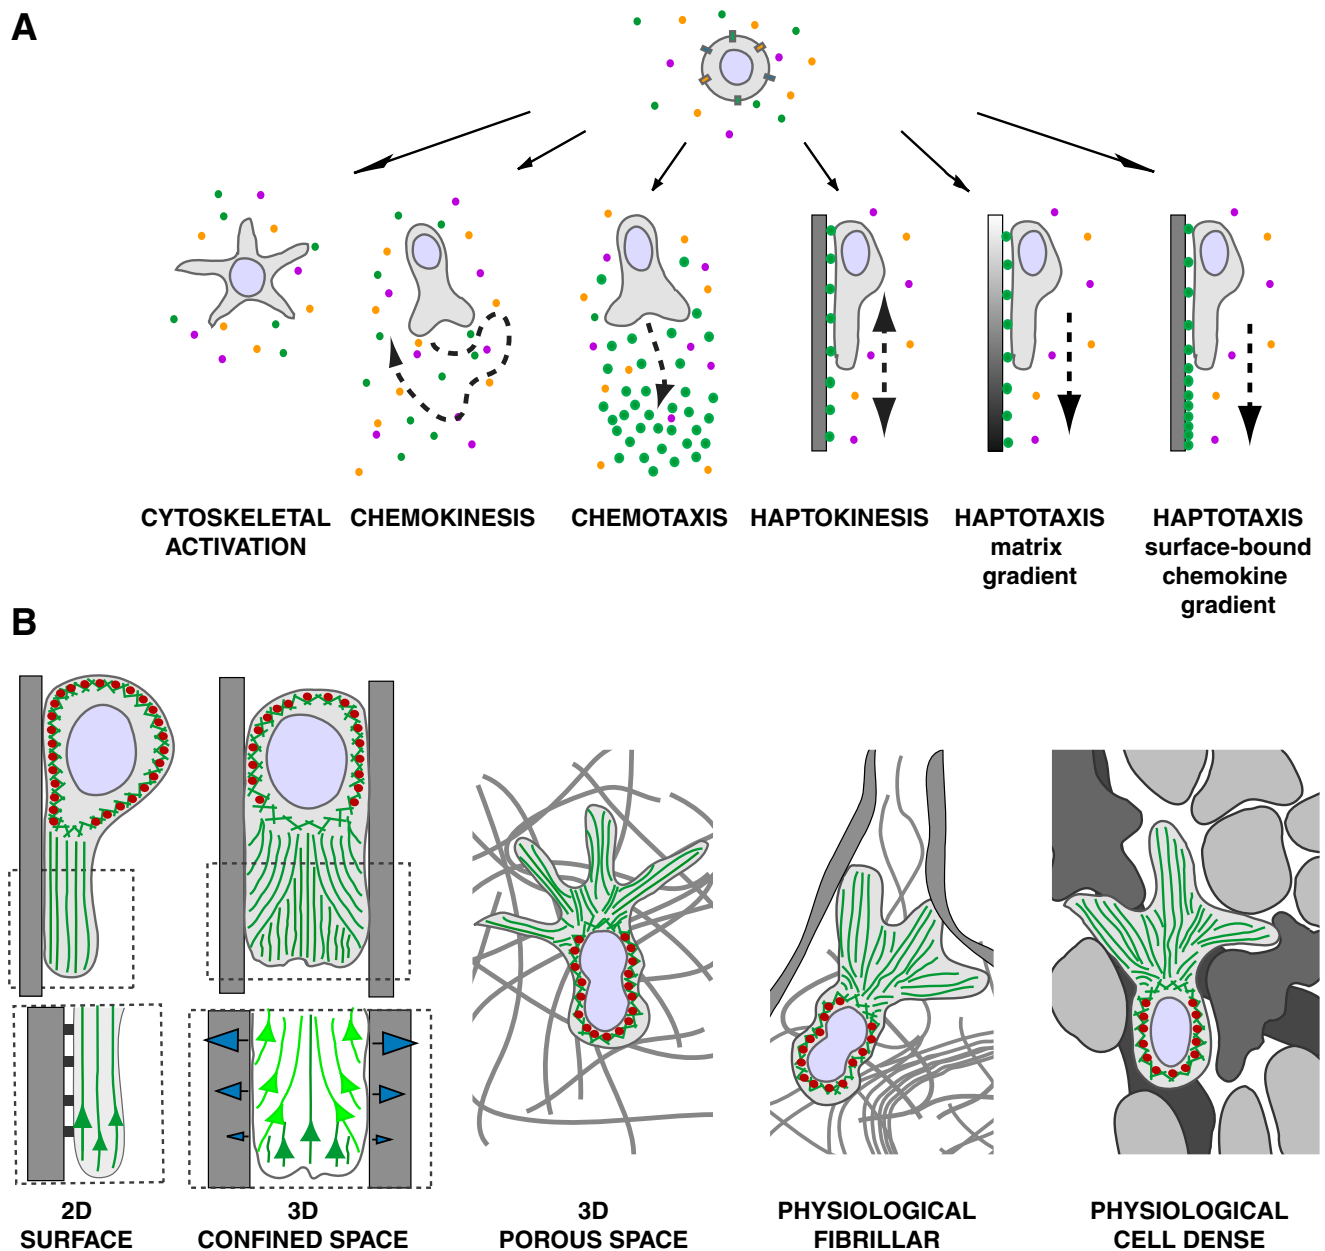 A
CYTOSKELETAL
ACTIVATION
CHEMOKINESIS
CHEMOTAXIS
HAPTOKINESIS
HAPTOTAXIS
matrix
gradient
HAPTOTAXIS
surface-bound
chemokine
gradient
B
2D
SURFACE
3D
CONFINED SPACE
3D
POROUS SPACE
PHYSIOLOGICAL
FIBRILLAR
PHYSIOLOGICAL
CELL DENSE